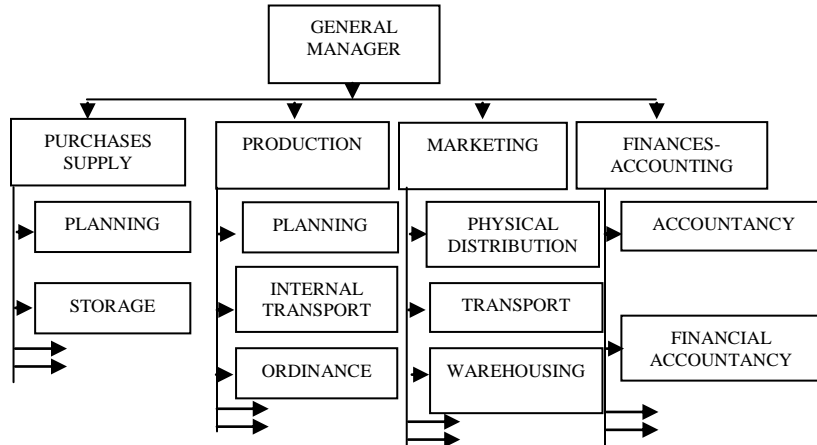 GENERAL
MANAGER
PURCHASES
SUPPLY
PRODUCTION
MARKETING
FINANCES-
ACCOUNTING
PLANNING
STORAGE
PLANNING
INTERNAL
TRANSPORT
ORDINANCE
PHYSICAL
DISTRIBUTION
TRANSPORT
WAREHOUSING
ACCOUNTANCY
FINANCIAL
ACCOUNTANCY